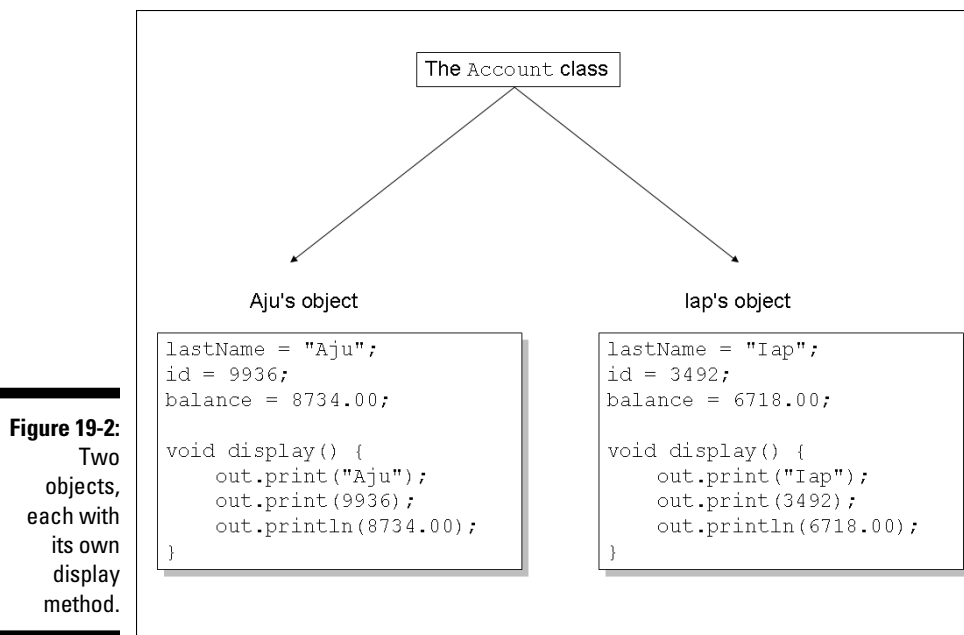 The Account class
Aju's object
lastName = "Aju";
id = 9936;
balance = 8734.00;
void display() {
    out.print("Aju");
    out.print(9936);
    out.println(8734.00);
}
Iap's object
lastName = "Iap";
id = 3492;
balance = 6718.00;
void display() {
    out.print("Iap");
    out.print(3492);
    out.println(6718.00);
}
Figure 19-2:
Two
objects,
each with
its own
display
method.